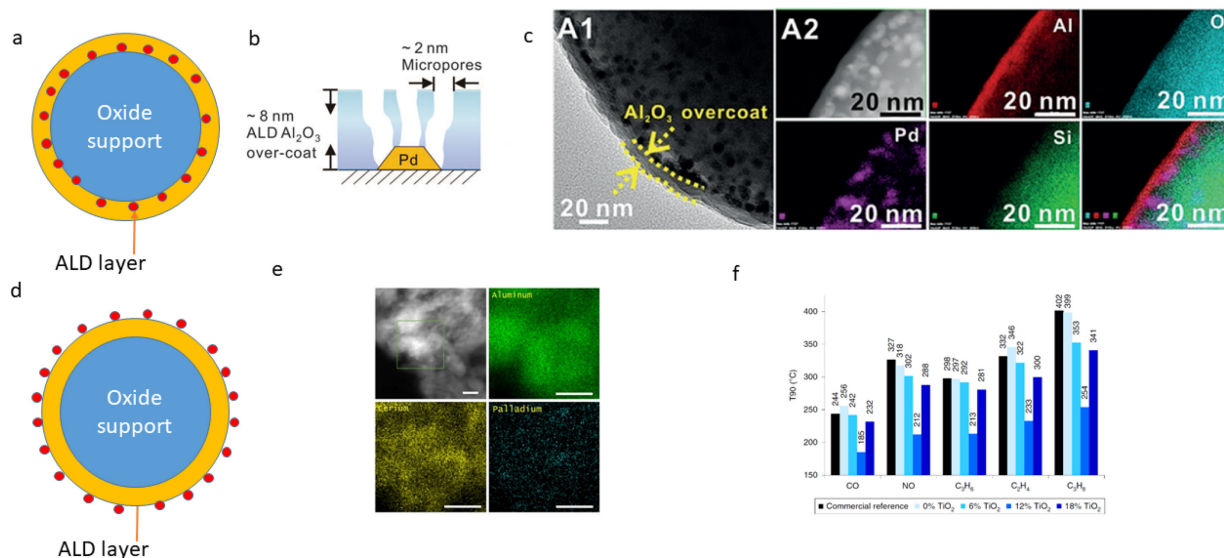 a
Oxide
support
ALD layer
b
~ 2 nm
Micropores
~ 8 nm
ALD Al₂O₃
over-coat
Pd
c
A1
Al₂O₃ overcoat
20 nm
A2
20 nm
Al
20 nm
O
20 nm
Pd
20 nm
Si
20 nm
20 nm
d
Oxide
support
ALD layer
e
Aluminum
Cerium
Palladium
f
T90 (°C)
400
350
300
250
200
150
244
256
242
185
232
327
318
302
212
288
298
297
292
213
281
332
346
322
233
300
402
399
353
254
341
CO
NO
C₃H₆
C₂H₄
C₃H₈
Commercial reference
0% TiO₂
6% TiO₂
12% TiO₂
18% TiO₂